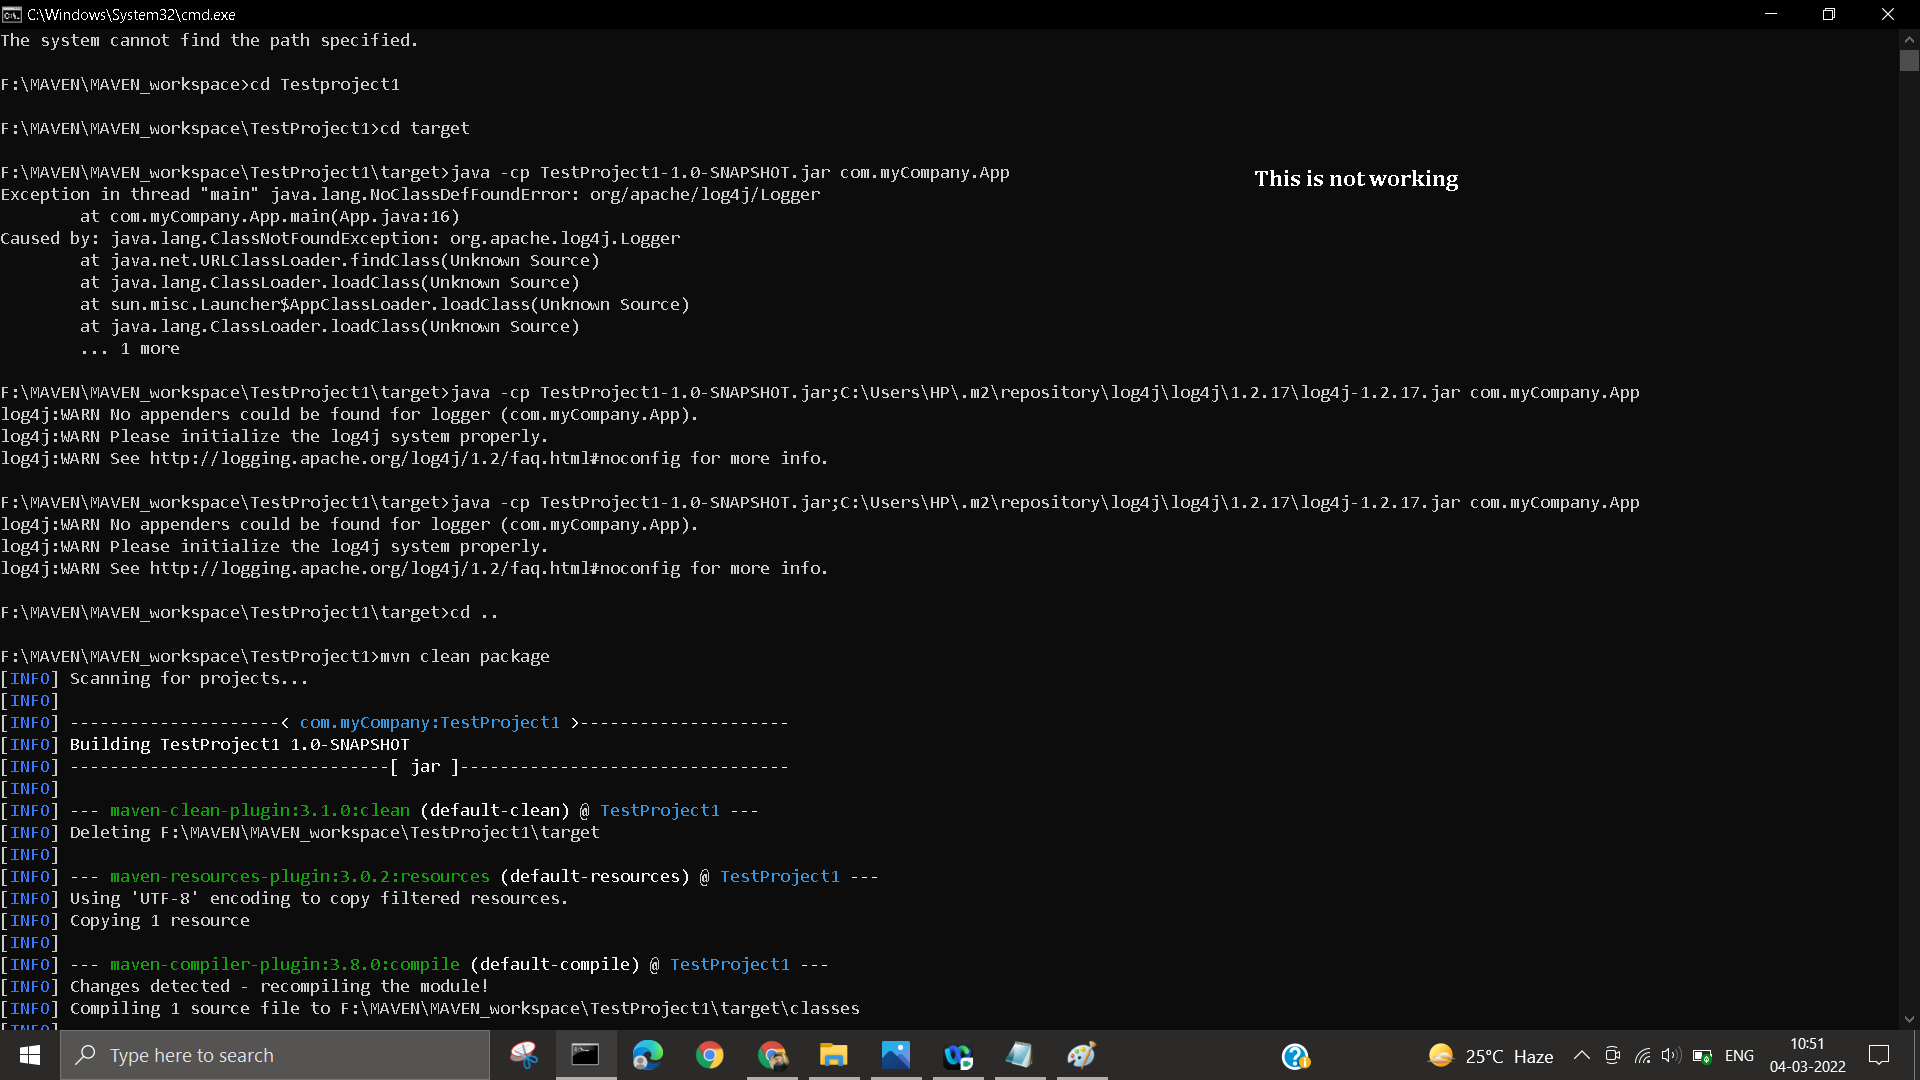 C:\Windows\System32\cmd.exe
The system cannot find the path specified.
F:\MAVEN\MAVEN_workspace>cd Testproject1
F:\MAVEN\MAVEN_workspace\TestProject1>cd target
F:\MAVEN\MAVEN_workspace\TestProject1\target>java -cp TestProject1-1.0-SNAPSHOT.jar com.myCompany.App
This is not working
Exception in thread "main" java.lang.NoClassDefFoundError: org/apache/log4j/Logger
at com.myCompany.App.main(App.java:16)
Caused by: java.lang.ClassNotFoundException: org.apache.log4j.Logger
at java.net.URLClassLoader.findClass(Unknown Source)
at java.lang.ClassLoader.loadClass(Unknown Source)
at sun.misc.Launcher$AppClassLoader.loadClass(Unknown Source)
at java.lang.ClassLoader.loadClass(Unknown Source)
... 1 more
F:\MAVEN\MAVEN_workspace\TestProject1\target>java -cp TestProject1-1.0-SNAPSHOT.jar;C:\Users\HP\.m2\repository\log4j\log4j\1.2.17\log4j-1.2.17.jar com.myCompany.App
log4j:WARN No appenders could be found for logger (com.myCompany.App).
log4j:WARN Please initialize the log4j system properly.
log4j:WARN See http://logging.apache.org/log4j/1.2/faq.html#noconfig for more info.
F:\MAVEN\MAVEN_workspace\TestProject1\target>java -cp TestProject1-1.0-SNAPSHOT.jar;C:\Users\HP\.m2\repository\log4j\log4j\1.2.17\log4j-1.2.17.jar com.myCompany.App
log4j:WARN No appenders could be found for logger (com.myCompany.App).
log4j:WARN Please initialize the log4j system properly.
log4j:WARN See http://logging.apache.org/log4j/1.2/faq.html#noconfig for more info.
F:\MAVEN\MAVEN_workspace\TestProject1\target>cd ..
F:\MAVEN\MAVEN_workspace\TestProject1>mvn clean package
[INFO] Scanning for projects...
[INFO]
[INFO] ---------------------< com.myCompany:TestProject1 >---------------------
[INFO] Building TestProject1 1.0-SNAPSHOT
[INFO] --------------------------------[ jar ]---------------------------------
[INFO]
[INFO] --- maven-clean-plugin:3.1.0:clean (default-clean) @ TestProject1 ---
[INFO] Deleting F:\MAVEN\MAVEN_workspace\TestProject1\target
[INFO]
[INFO] --- maven-resources-plugin:3.0.2:resources (default-resources) @ TestProject1 ---
[INFO] Using 'UTF-8' encoding to copy filtered resources.
[INFO] Copying 1 resource
[INFO]
[INFO] --- maven-compiler-plugin:3.8.0:compile (default-compile) @ TestProject1 ---
[INFO] Changes detected - recompiling the module!
[INFO] Compiling 1 source file to F:\MAVEN\MAVEN_workspace\TestProject1\target\classes
[INFO]
Type here to search
25°C Haze
ENG
10:51
04-03-2022